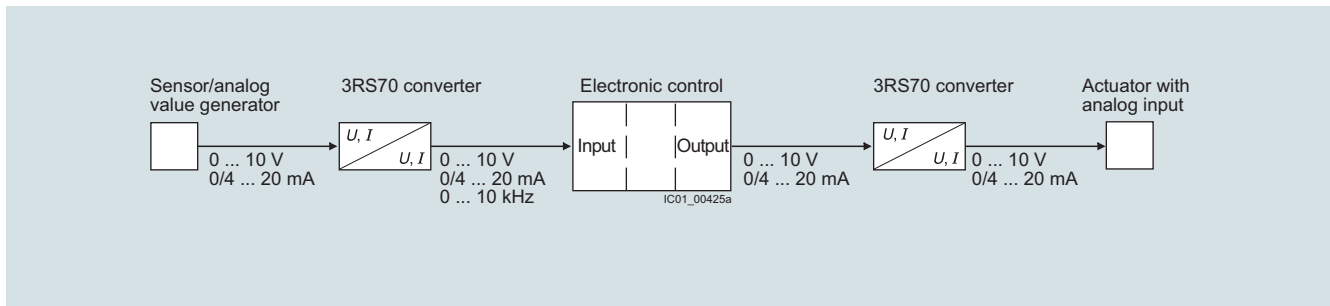 Sensor/analog
value generator
3RS70 converter
Electronic control
3RS70 converter
Actuator with
analog input
U, I
U, I
Input
Output
U, I
U, I
0 ... 10 V
0/4 ... 20 mA
0 ... 10 V
0/4 ... 20 mA
0 ... 10 kHz
0 ... 10 V
0/4 ... 20 mA
0 ... 10 V
0/4 ... 20 mA
IC01_00425a